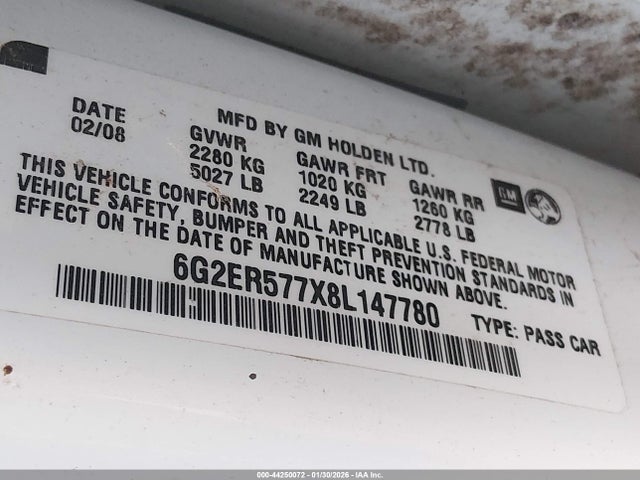 MFD BY GM HOLDEN LTD.
DATE
02/08
GVWR
2280 KG
5027 LB
GAWR FRT
1020 KG
2249 LB
GAWR RR
1260 KG
2778 LB
GM
THIS VEHICLE CONFORMS TO ALL APPLICABLE U.S. FEDERAL MOTOR
VEHICLE SAFETY, BUMPER AND THEFT PREVENTION STANDARDS IN
EFFECT ON THE DATE OF MANUFACTURE SHOWN ABOVE.
6G2ER577X8L147780
TYPE: PASS CAR
000-44250072 - 01/30/2026 - IAA Inc.